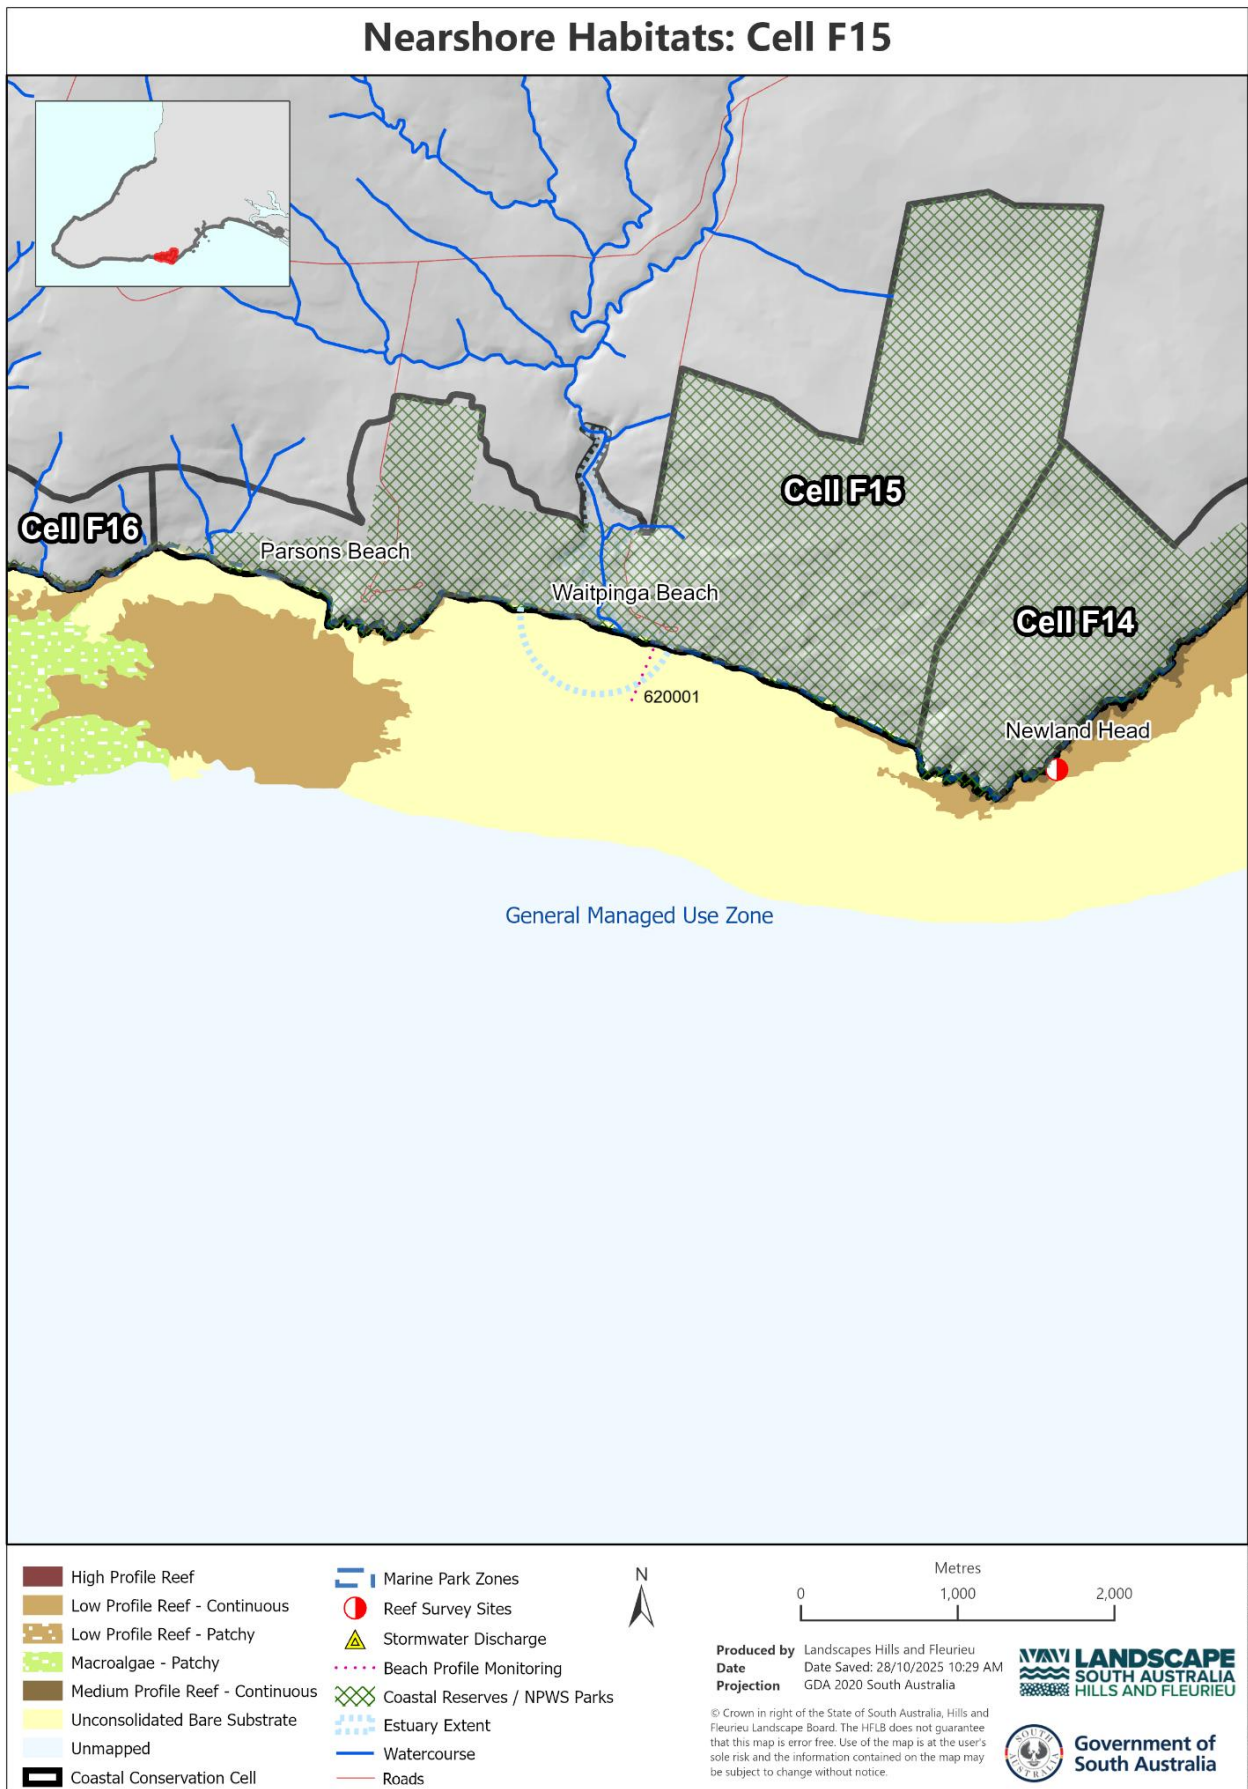 Nearshore Habitats: Cell F15
Cell F15
Cell F16
Parsons Beach
Waitpinga Beach
Cell F14
620001
Newland Head
General Managed Use Zone
High Profile Reef
Low Profile Reef - Continuous
Low Profile Reef - Patchy
Macroalgae - Patchy
Medium Profile Reef - Continuous
Unconsolidated Bare Substrate
Unmapped
Coastal Conservation Cell
Marine Park Zones
Reef Survey Sites
Stormwater Discharge
Beach Profile Monitoring
Coastal Reserves / NPWS Parks
Estuary Extent
Watercourse
Roads
N
Metres
0 1,000 2,000
Produced by Landscapes Hills and Fleurieu
Date Date Saved: 28/10/2025 10:29 AM
Projection GDA 2020 South Australia
© Crown in right of the State of South Australia, Hills and
Fleurieu Landscape Board. The HFLB does not guarantee
that this map is error free. Use of the map is at the user's
sole risk and the information contained on the map may
be subject to change without notice.
LANDSCAPE
SOUTH AUSTRALIA
HILLS AND FLEURIEU
SOUTH AUSTRALIA
Government of
South Australia